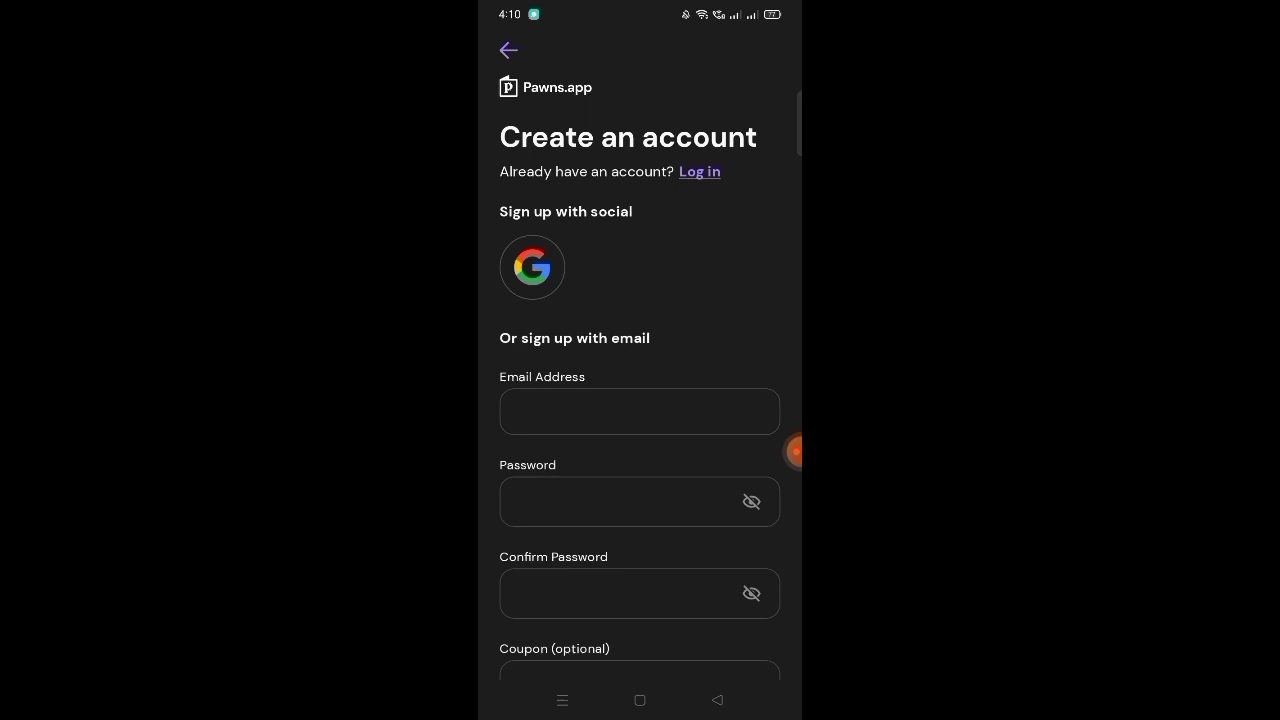 4:10
77
Pawns.app
Create an account
Already have an account? Log in
Sign up with social
Or sign up with email
Email Address
Password
Confirm Password
Coupon (optional)